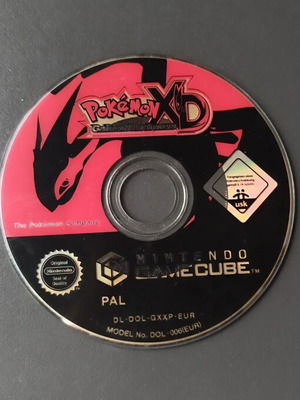 POKéMON XD
The Pokémon Company
usk
Original
Nintendo
Seal of
Quality
NINTENDO
GAMECUBE™
PAL
DL-DOL-GXXP-EUR
MODEL No. DOL-006(EUR)